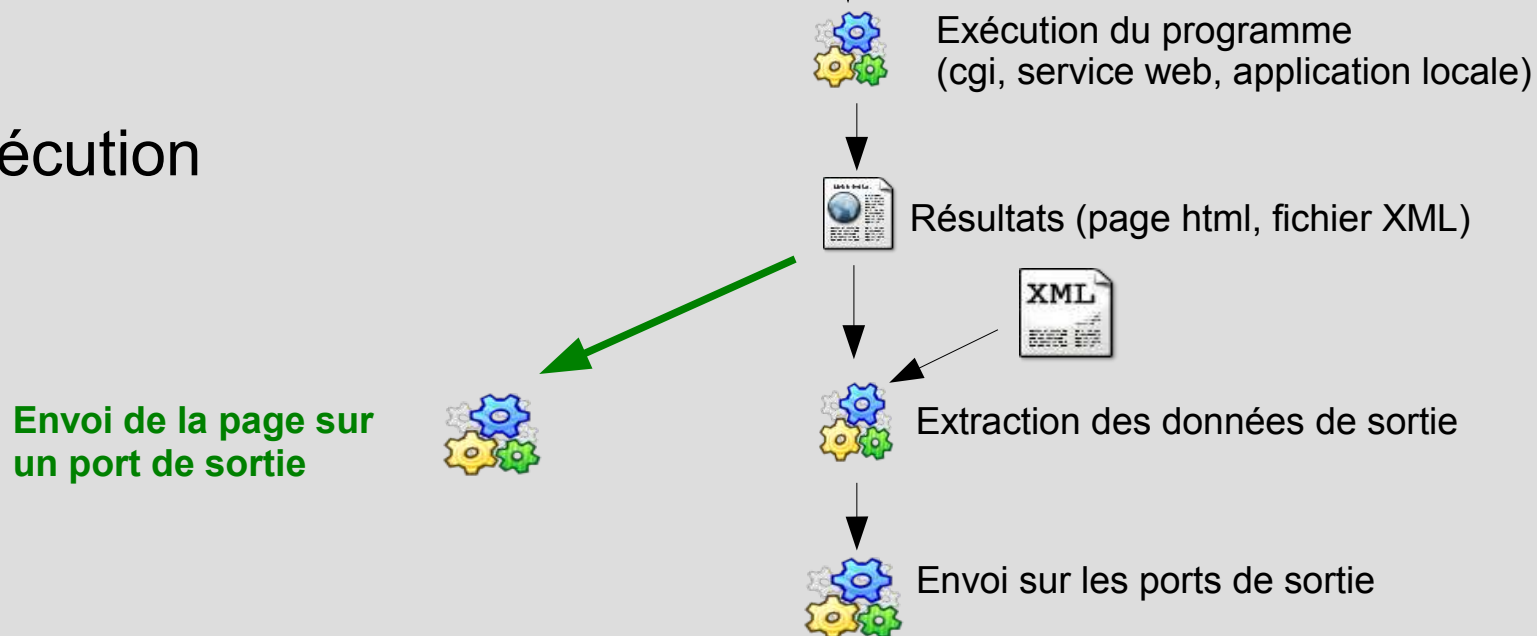 Exécution du programme
(cgi, service web, application locale)
écution
Résultats (page html, fichier XML)
XML
Envoi de la page sur
un port de sortie
Extraction des données de sortie
Envoi sur les ports de sortie